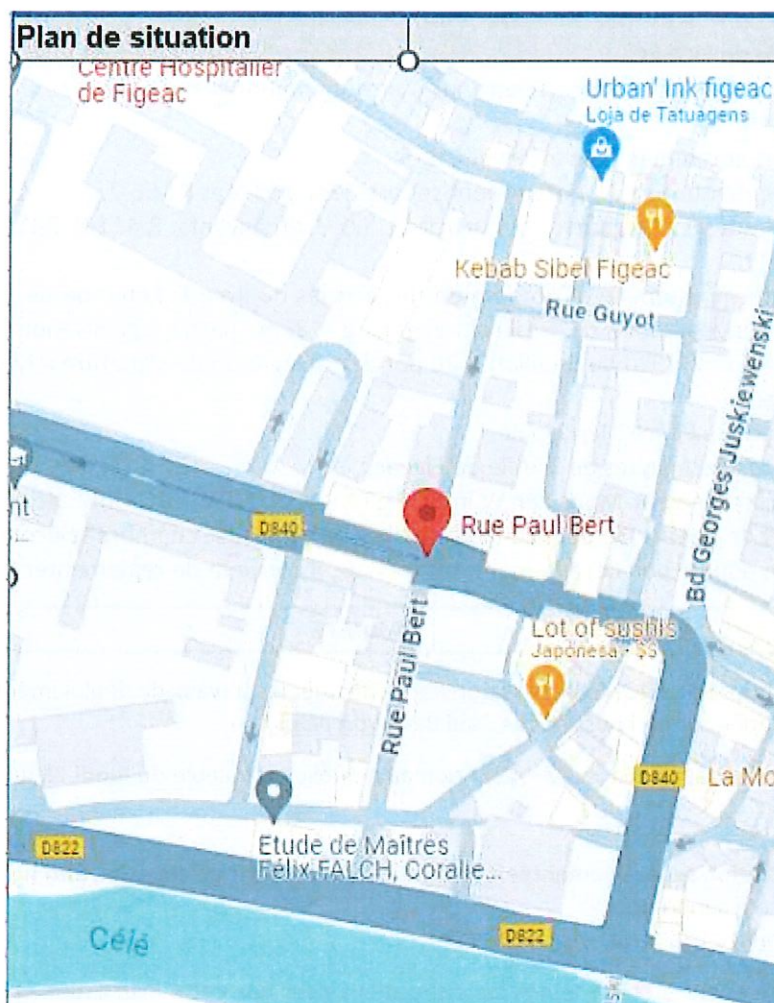 Plan de situation
Centre Hospitalier
de Figeac
Urban' Ink figeac
Loja de Tatuagens
Kebab Sibel Figeac
Rue Guyot
Bd Georges Juskiewenski
nt
D840
Rue Paul Bert
Rue Paul Bert
Lot of sushis
Japonesa - $$
D840
La Mo
Etude de Maîtres
Félix FALCH, Coralie...
D822
D822
Célé
ski